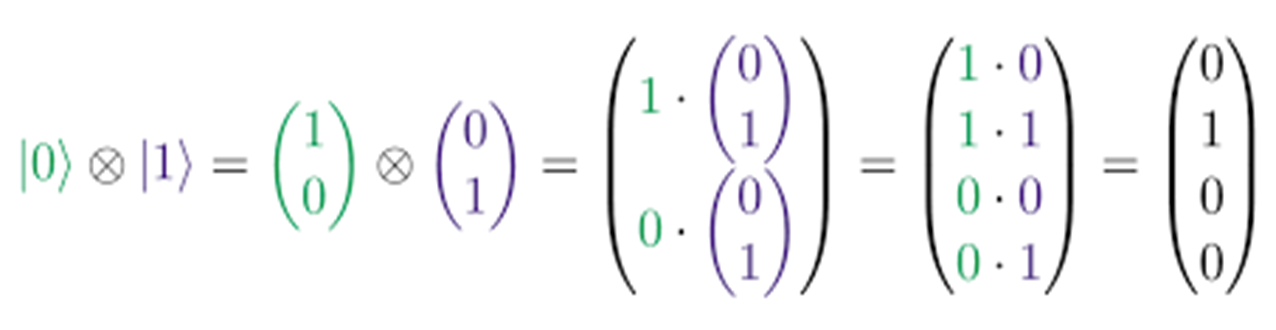 |0⟩ ⊗ |1⟩ = (1 0) ⊗ (0 1) = (1 · (0 1) 0 · (0 1)) = (1 · 0 1 · 1 0 · 0 0 · 1) = (0 1 0 0)